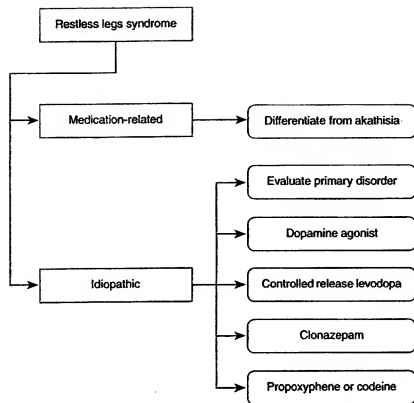 Restless legs syndrome
Medication-related
Differentiate from akathisia
Evaluate primary disorder
Dopamine agonist
Idiopathic
Controlled release levodopa
Clonazepam
Propoxyphene or codeine